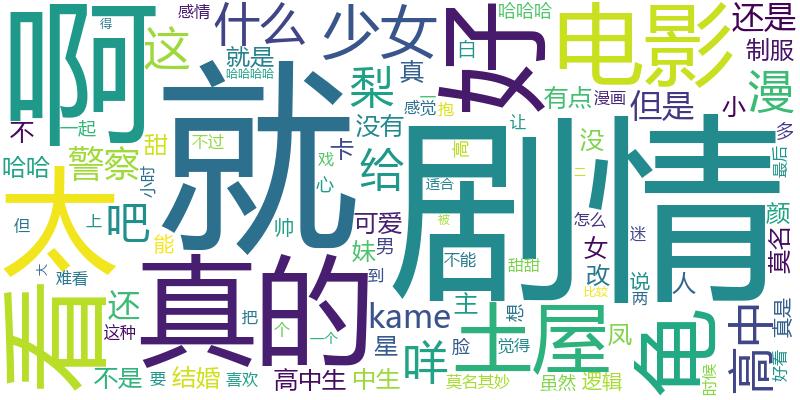 感情 哈哈哈
啊 这 什么 少女 好 电影 还是
得 就是 白 制服
哈哈哈哈 真 梨 有点 漫画 但是 小 漫
不 一起 感觉 抱 让
就 剧情
不过 没有 卡 高 没 多
哈哈 警察 甜 给 戏 适合 二 最后
太 小时 心
吧 可爱 被 怎么 女 迷 颜 莫名
但 上 能 帅 妹 男
真的 到 不能 甜甜 改 说 人
大 难看 两
看 还 kame 主 土屋 想 比较 龟 高中 真是
这种 把 个 一个 星 脸 咩 觉得 凤
不是 要 结婚 喜欢 高中生 中生 莫名其妙 虽然 逻辑 时候 好看